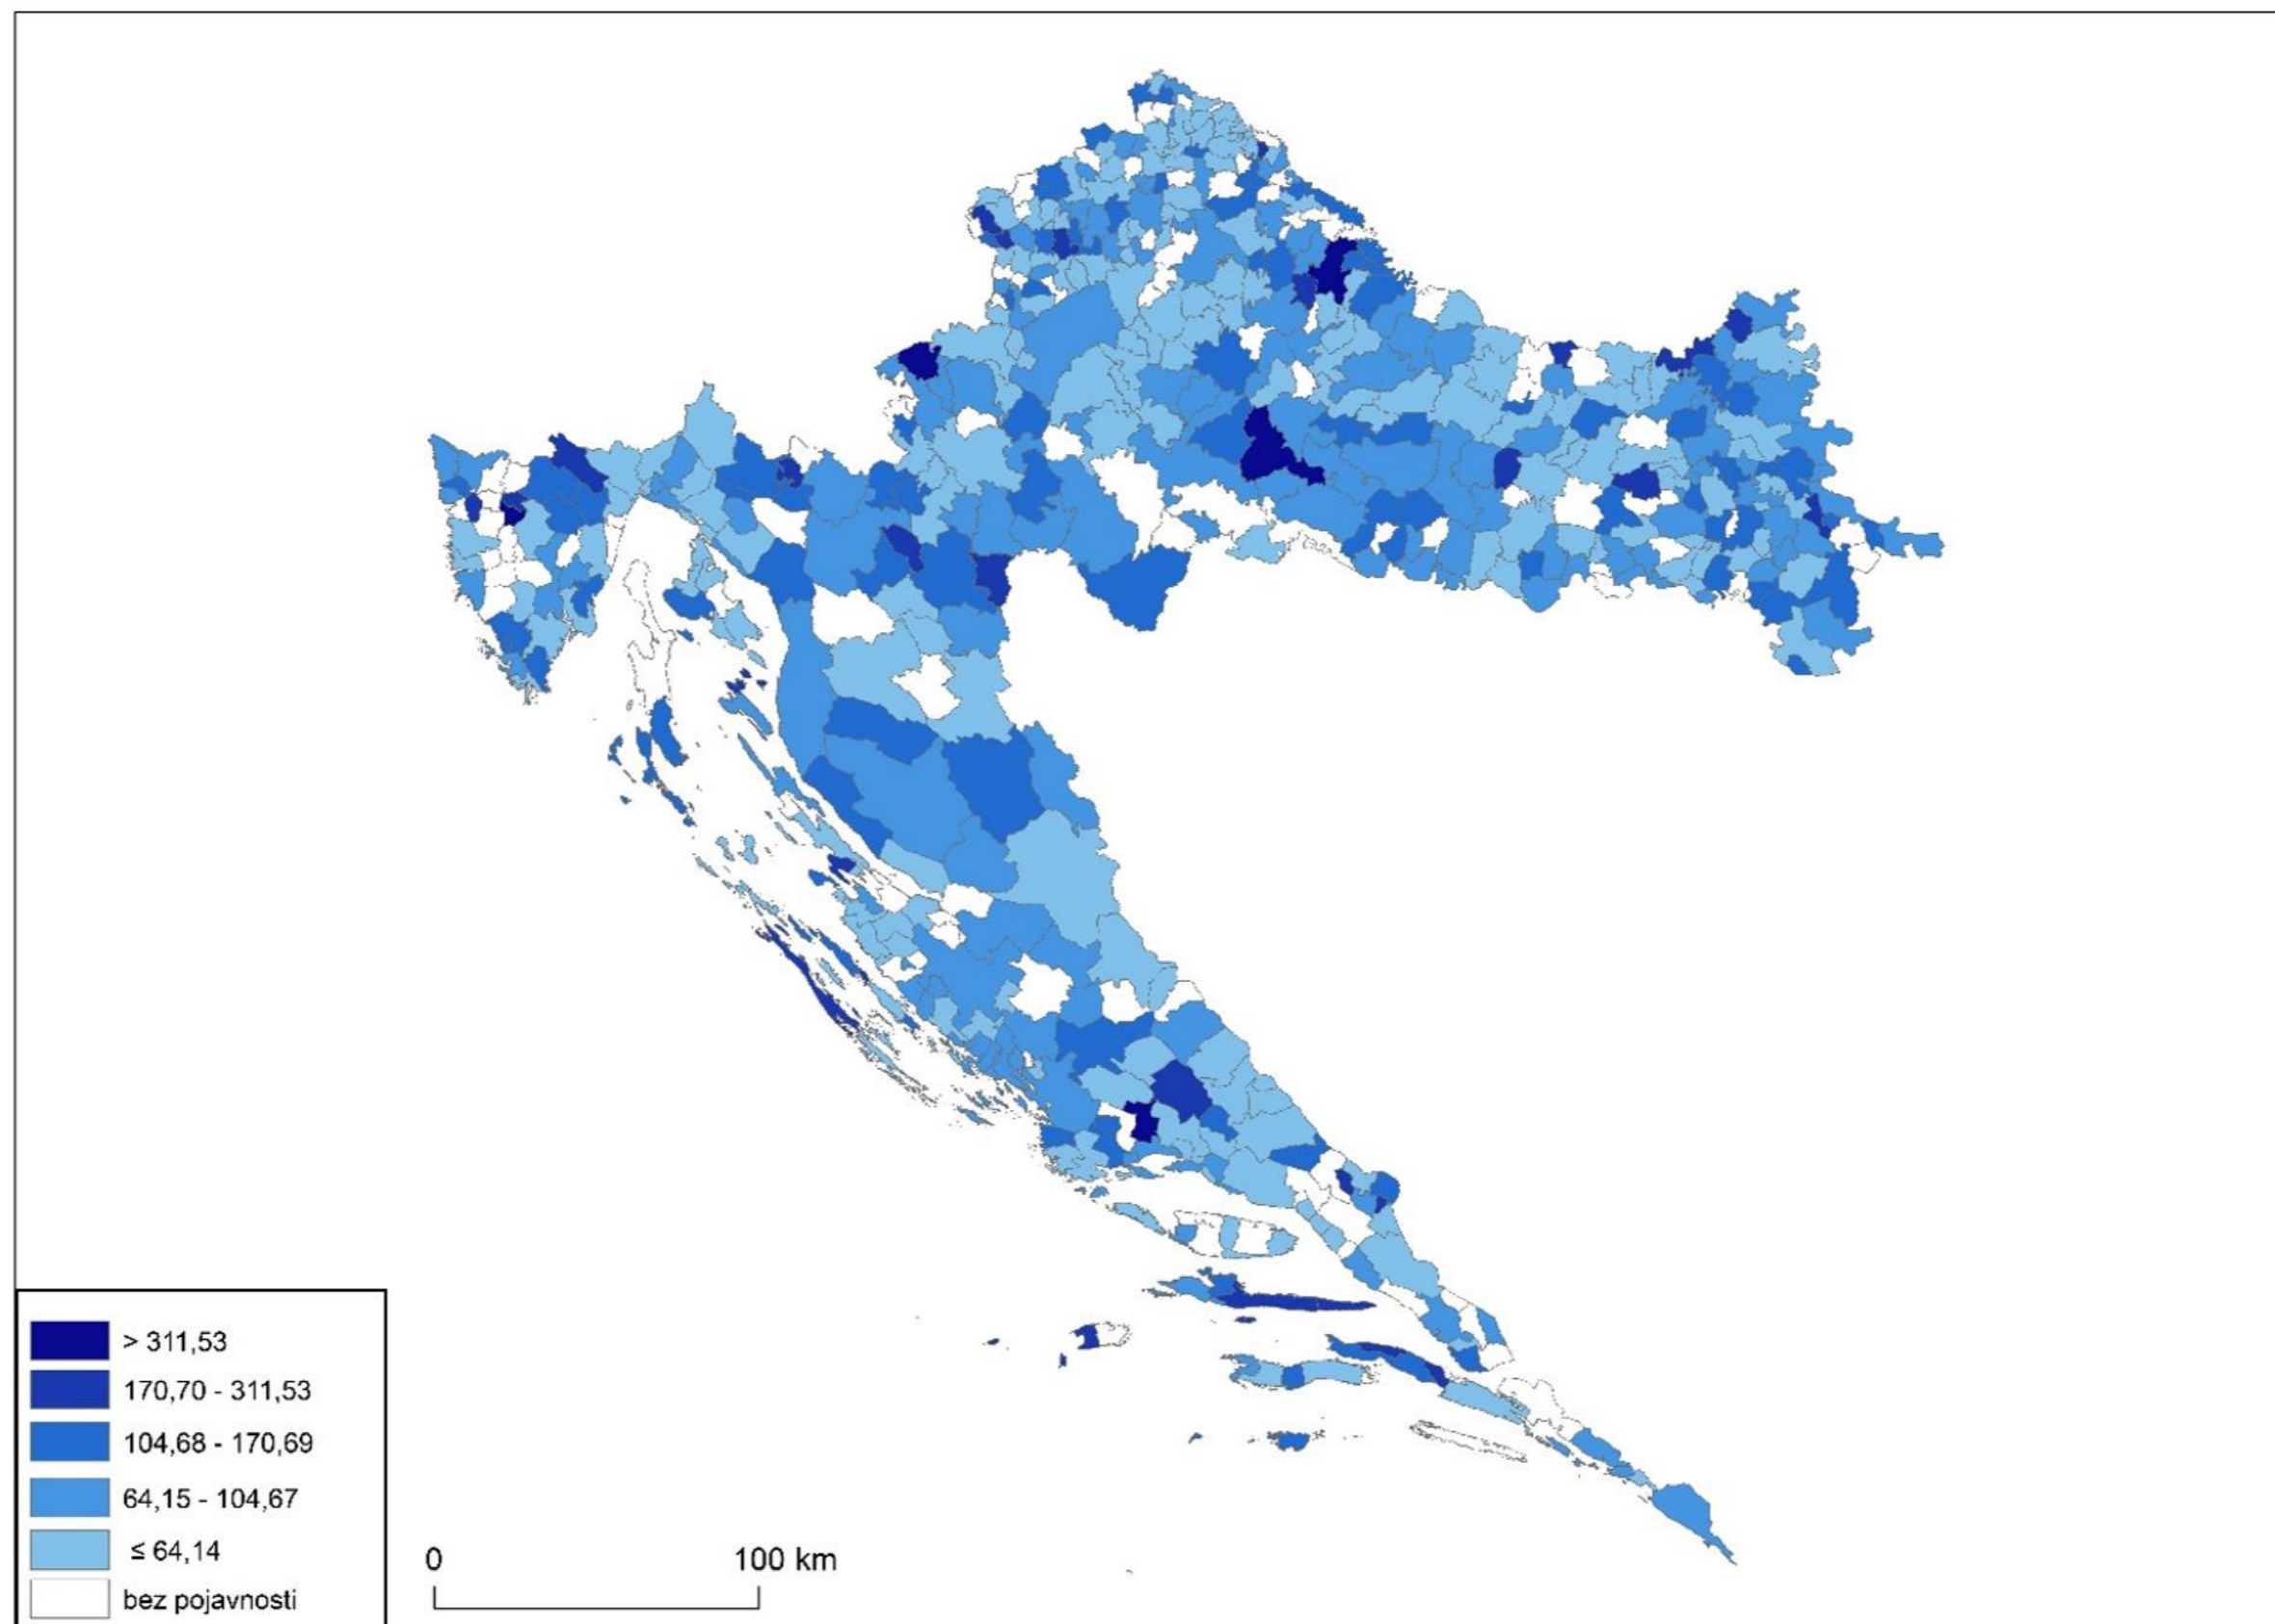 > 311,53
170,70 - 311,53
104,68 - 170,69
64,15 - 104,67
≤ 64,14
bez pojavnosti
0 100 km